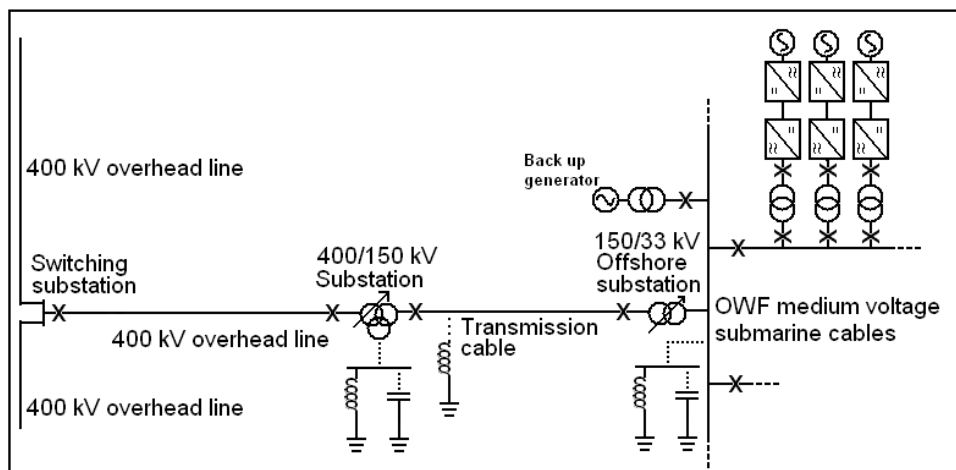 400 kV overhead line
Back up
generator
400/150 kV
Substation
150/33 kV
Offshore
substation
Switching
substation
OWF medium voltage
submarine cables
Transmission
cable
400 kV overhead line
400 kV overhead line